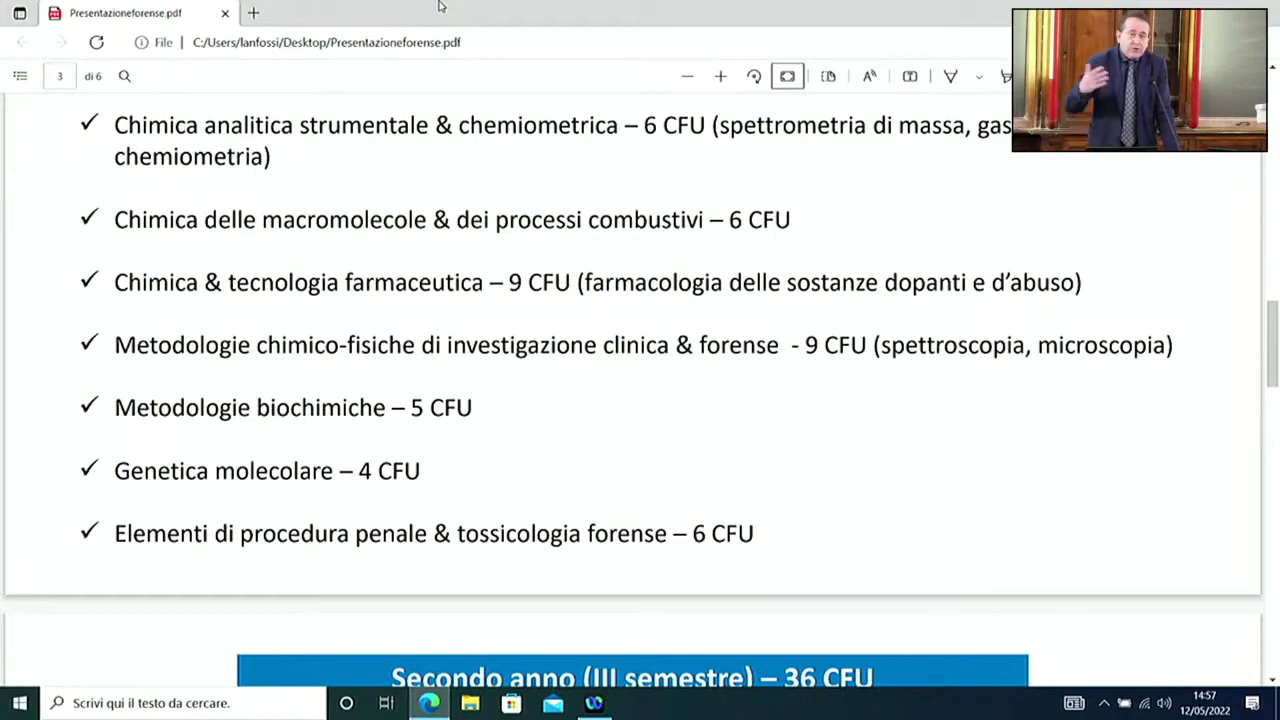 Presentazioneforense.pdf
File
C:/Users/lanfossi/Desktop/Presentazioneforense.pdf
3
di 6
Chimica analitica strumentale & chemiometrica – 6 CFU (spettrometria di massa, gas
chemiometria)
Chimica delle macromolecole & dei processi combustivi – 6 CFU
Chimica & tecnologia farmaceutica – 9 CFU (farmacologia delle sostanze dopanti e d’abuso)
Metodologie chimico-fisiche di investigazione clinica & forense - 9 CFU (spettroscopia, microscopia)
Metodologie biochimiche – 5 CFU
Genetica molecolare – 4 CFU
Elementi di procedura penale & tossicologia forense – 6 CFU
Secondo anno (III semestre) – 36 CFU
Scrivi qui il testo da cercare.
14:57
12/05/2022